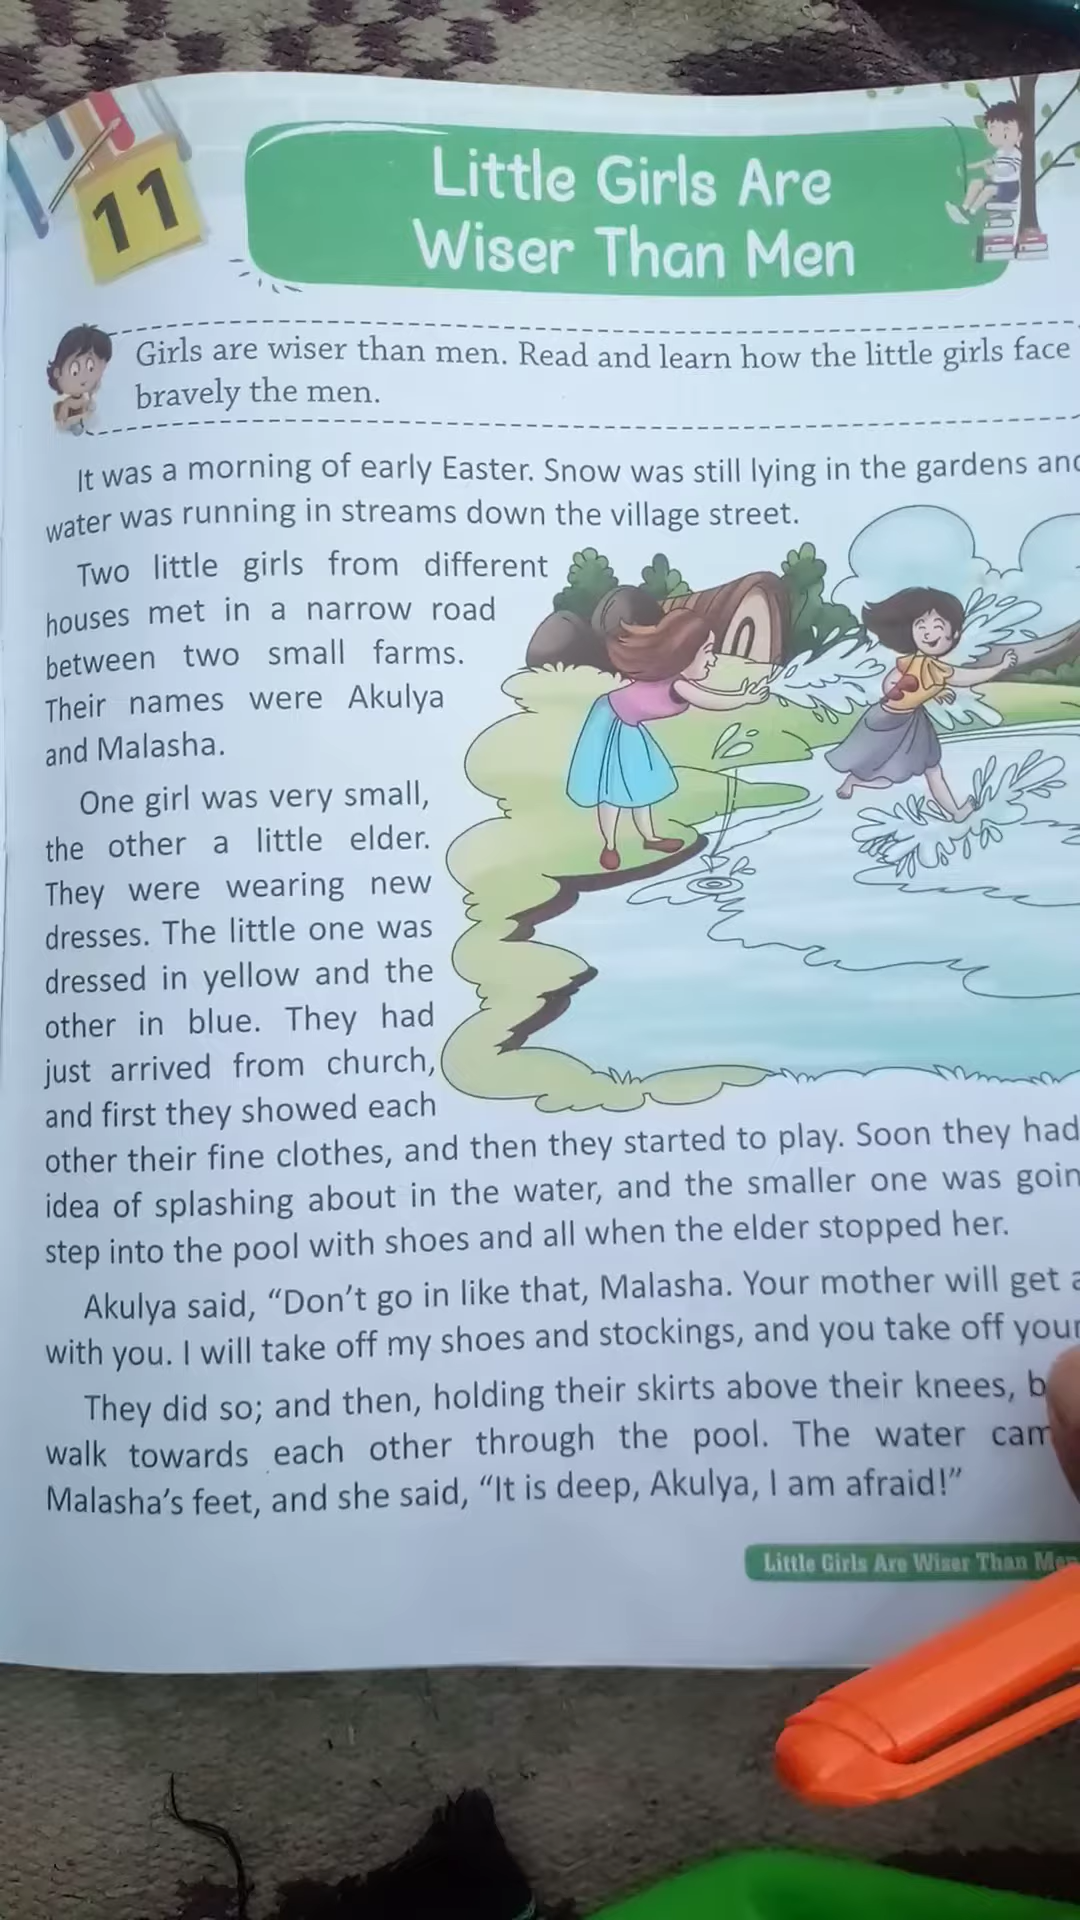 11
Little Girls Are
Wiser Than Men
Girls are wiser than men. Read and learn how the little girls face
bravely the men.
It was a morning of early Easter. Snow was still lying in the gardens
water was running in streams down the village street.
Two little girls from different
houses met in a narrow road
between two small farms.
Their names were Akulya
and Malasha.
One girl was very small,
the other a little elder.
They were wearing new
dresses. The little one was
dressed in yellow and the
other in blue. They had
just arrived from church,
and first they showed each
other their fine clothes, and then they started to play. Soon they had
idea of splashing about in the water, and the smaller one was
step into the pool with shoes and all when the elder stopped her.
Akulya said, “Don’t go in like that, Malasha. Your mother will get
with you. I will take off my shoes and stockings, and you take off
They did so; and then, holding their skirts above their knees,
walk towards each other through the pool. The water
Malasha’s feet, and she said, “It is deep, Akulya, I am afraid!”
Little Girls Are Wiser Than